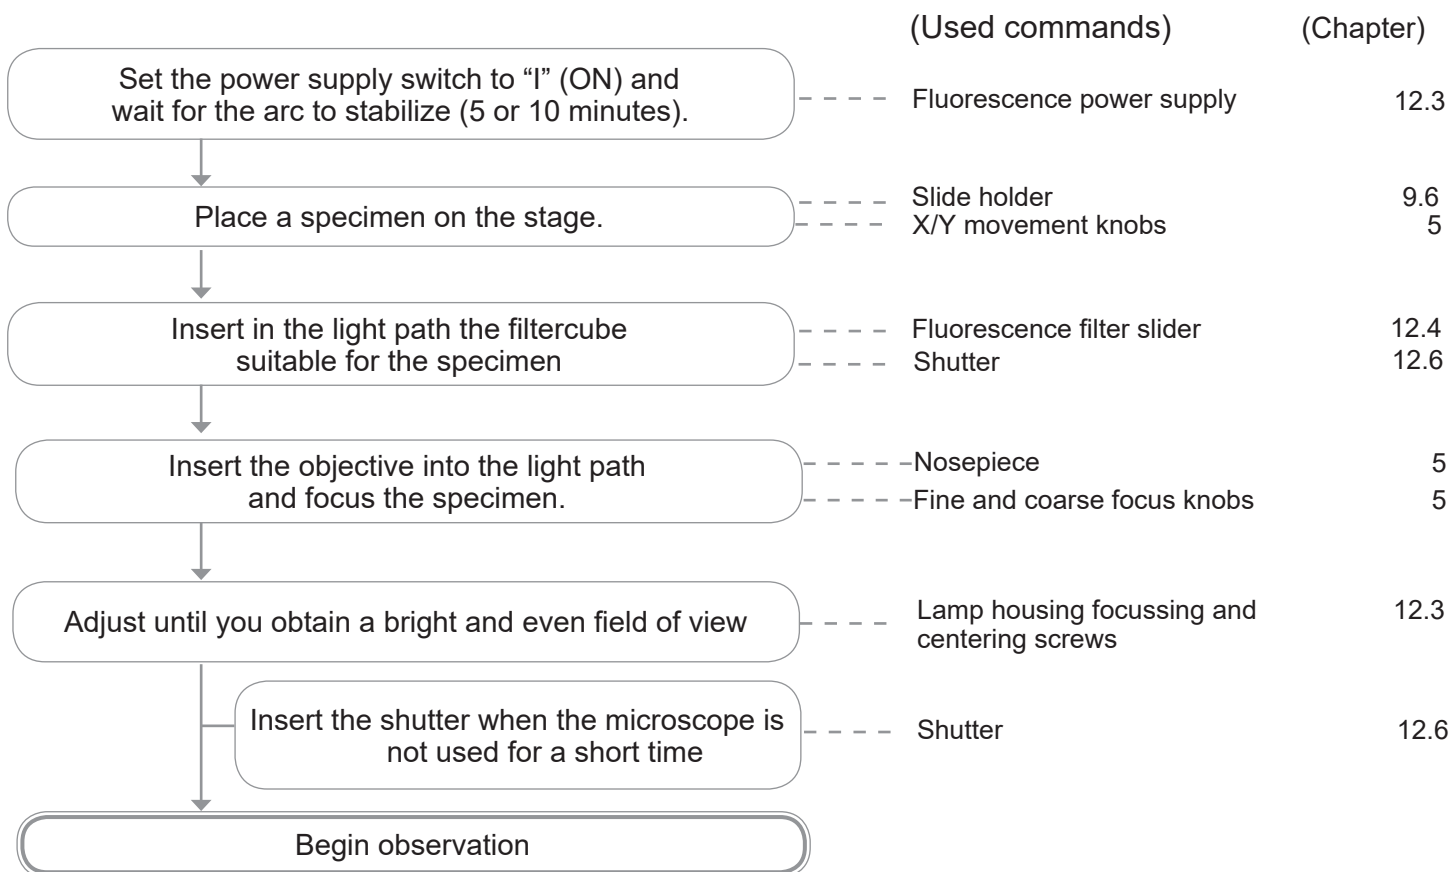 (Used commands) (Chapter)
Set the power supply switch to “I” (ON) and
wait for the arc to stabilize (5 or 10 minutes).
Fluorescence power supply 12.3
Place a specimen on the stage.
Slide holder 9.6
X/Y movement knobs 5
Insert in the light path the filtercube
suitable for the specimen
Fluorescence filter slider 12.4
Shutter 12.6
Insert the objective into the light path
and focus the specimen.
Nosepiece 5
Fine and coarse focus knobs 5
Adjust until you obtain a bright and even field of view
Lamp housing focussing and 12.3
centering screws
Insert the shutter when the microscope is
not used for a short time
Shutter 12.6
Begin observation